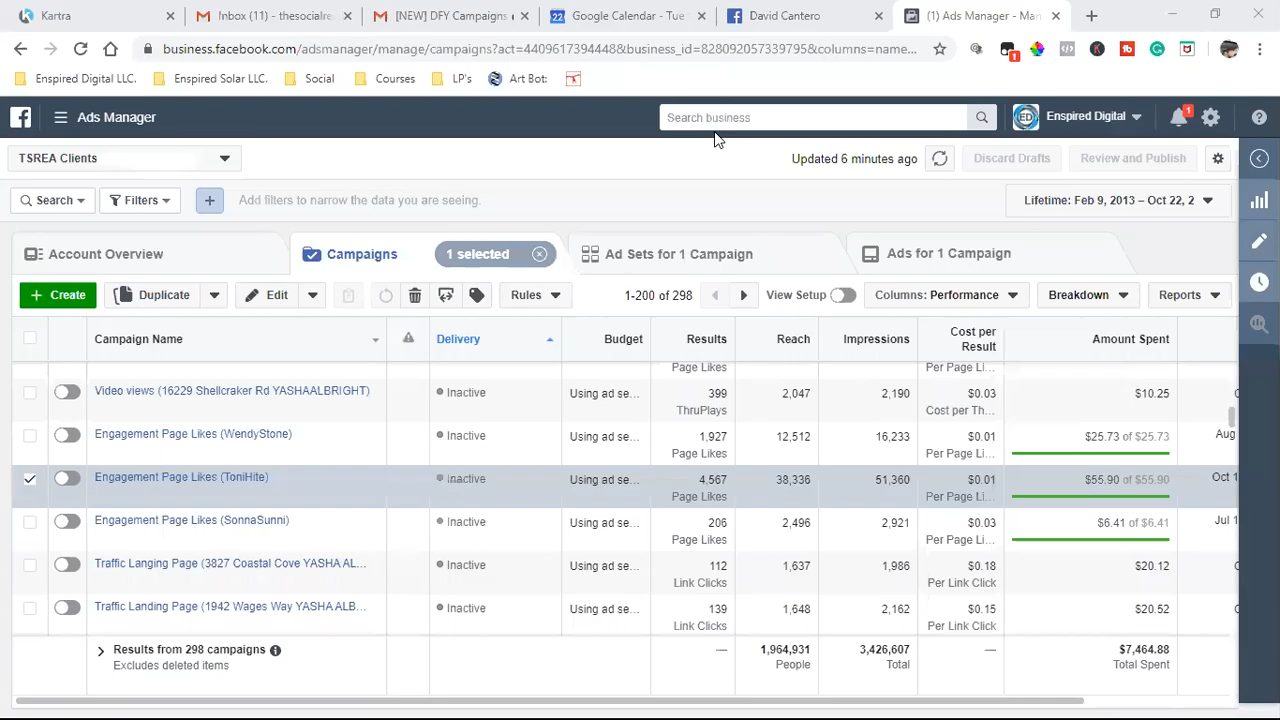 Kartra
Inbox (11) - thesocialre
[NEW] DFY Campaigns
Google Calendar - Tue
David Cantero
(1) Ads Manager - Man
business.facebook.com/adsmanager/manage/campaigns?act=440961739444​8&business_id=828092057339795&columns=name...
1
Enspired Digital LLC.
Enspired Solar LLC.
Social
Courses
LP's
Art Bot:
Ads Manager
Search business
ED
Enspired Digital
1
TSREA Clients
Updated 6 minutes ago
Discard Drafts
Review and Publish
Search
Filters
Add filters to narrow the data you are seeing.
Lifetime: Feb 9, 2013 – Oct 22, 2
Account Overview
Campaigns
1 selected
Ad Sets for 1 Campaign
Ads for 1 Campaign
+ Create
Duplicate
Edit
Rules
1-200 of 298
View Setup
Columns: Performance
Breakdown
Reports
Campaign Name
Delivery
Budget
Results
Reach
Impressions
Cost per
Result
Amount Spent
Page Likes
Per Page Li...
Video views (16229 Shellcraker Rd YASHAALBRIGHT)
Inactive
Using ad se...
399
ThruPlays
2,047
2,190
$0.03
Cost per Th...
$10.25
Engagement Page Likes (WendyStone)
Inactive
Using ad se...
1,927
Page Likes
12,512
16,233
$0.01
Per Page Li...
$25.73 of $25.73
Aug
Engagement Page Likes (ToniHite)
Inactive
Using ad se...
4,567
Page Likes
38,336
51,360
$0.01
Per Page Li...
$55.90 of $55.90
Oct 1
Engagement Page Likes (SonnaSunni)
Inactive
Using ad se...
206
Page Likes
2,496
2,921
$0.03
Per Page Li...
$6.41 of $6.41
Jul 1
Traffic Langing Page (3827 Coastal Cove YASHA AL...
Inactive
Using ad se...
112
Link Clicks
1,637
1,986
$0.18
Per Link Click
$20.12
Traffic Landing Page (1942 Wages Way YASHA ALB...
Inactive
Using ad se...
139
Link Clicks
1,648
2,162
$0.15
Per Link Click
$20.52
Results from 298 campaigns
Excludes deleted items
—
1,964,931
People
3,426,607
Total
—
$7,464.88
Total Spent